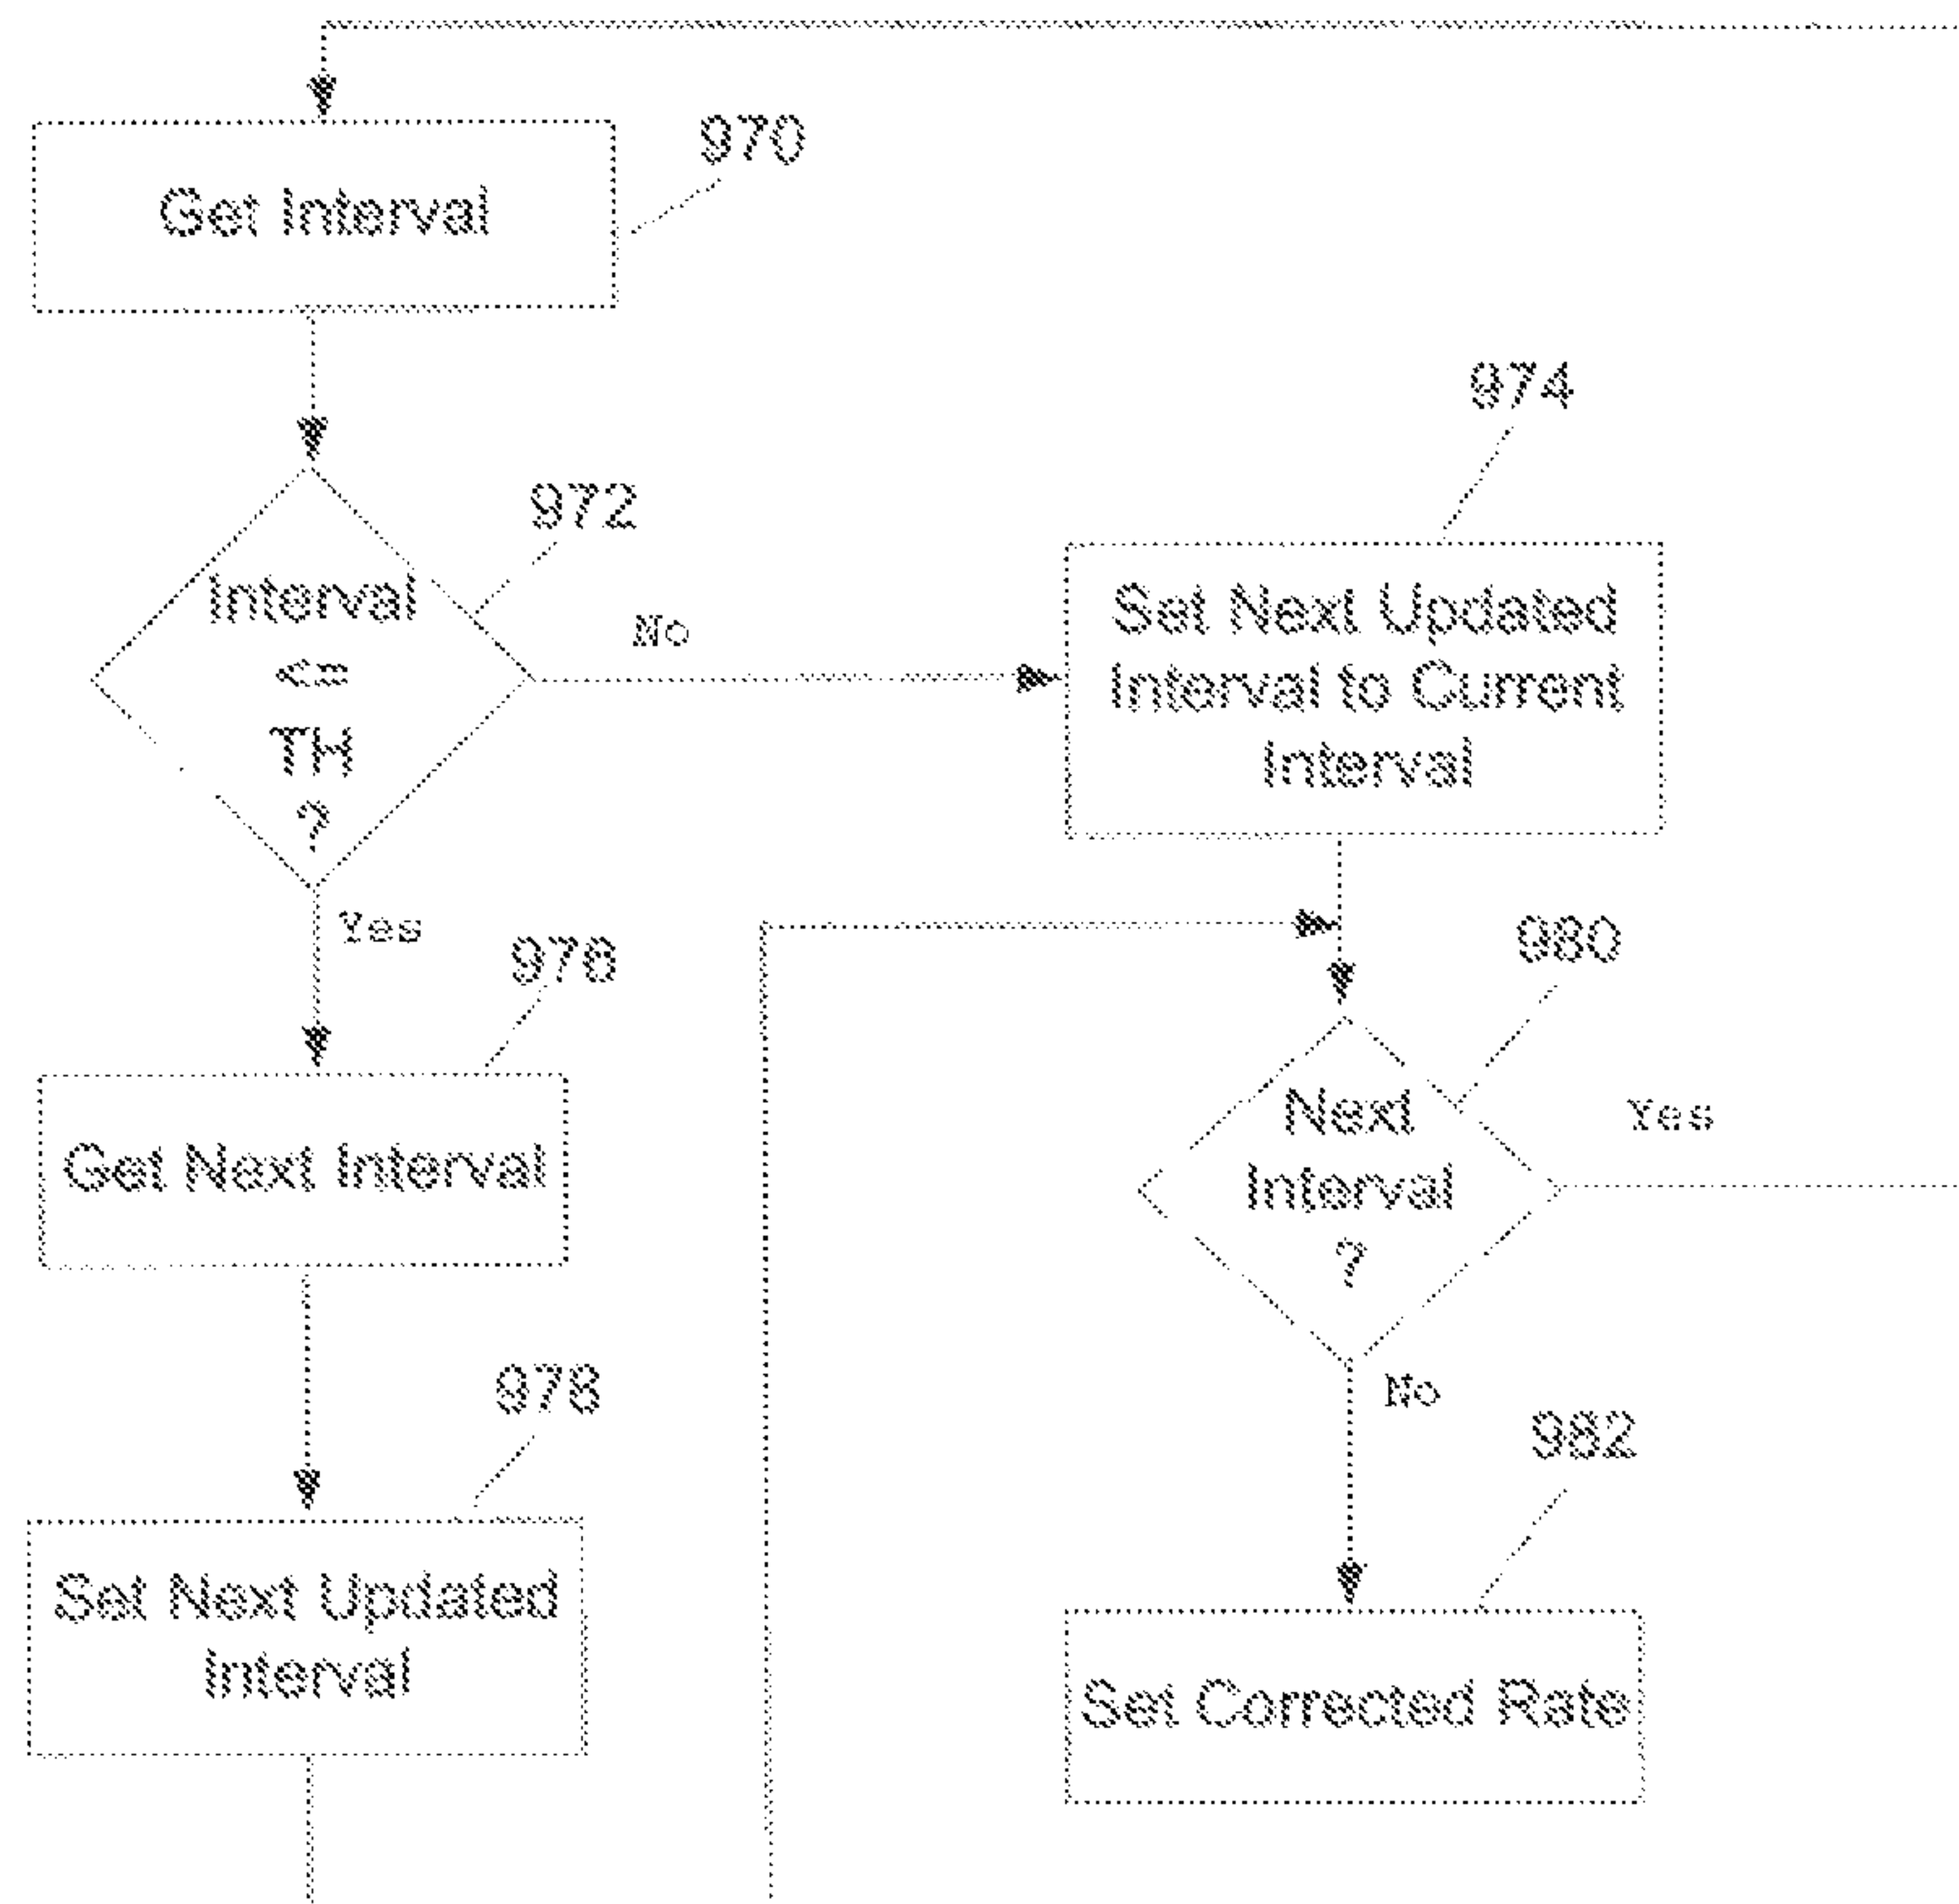 970
Get Interval
974
972
Interval
<=
TH
?
No
Set Next Updated
Interval to Current
Interval
Yes
976
980
Get Next Interval
Next
Interval
?
Yes
978
No
982
Set Next Updated
Interval
Set Corrected Rate